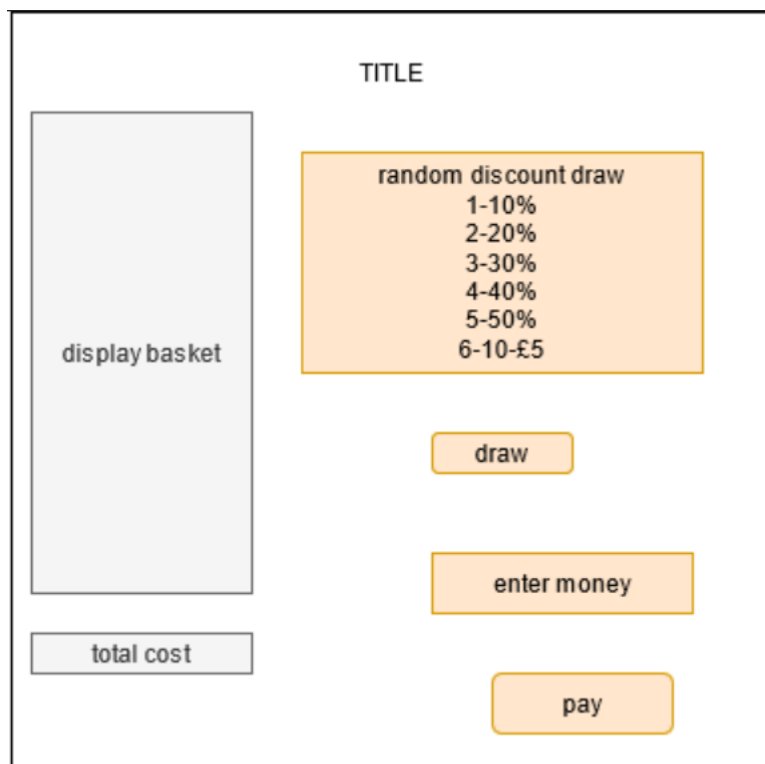 TITLE
random discount draw
1-10%
2-20%
3-30%
4-40%
5-50%
6-10-£5
display basket
draw
enter money
total cost
pay